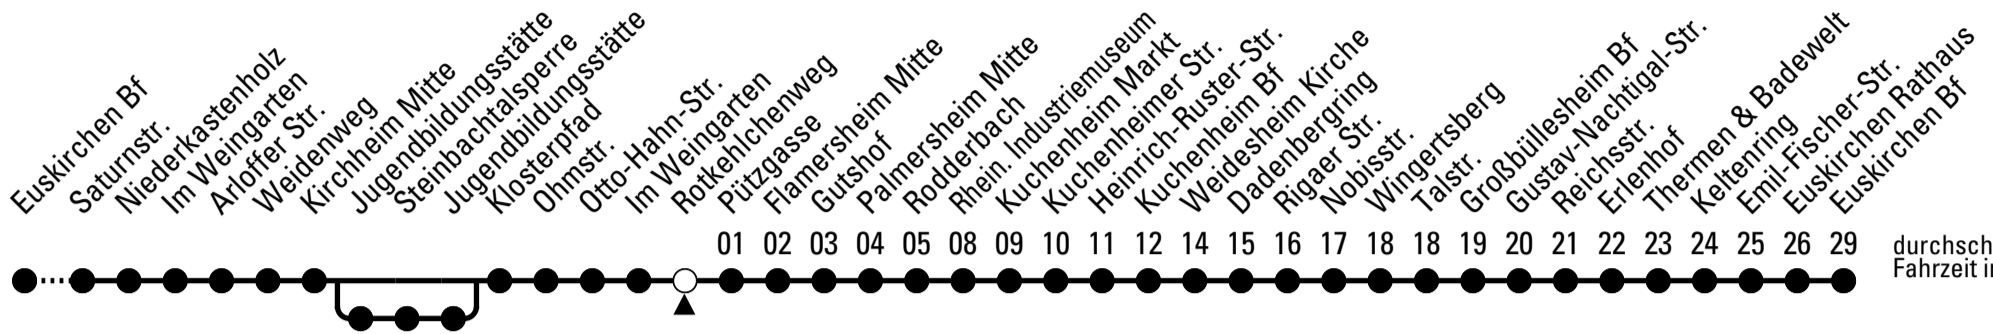 Euskirchen Bf
Saturnstr.
Niederkastenholz
Im Weingarten
Arloffer Str.
Weidenweg
Kirchheim Mitte
Jugendbildungsstätte
Steinbachtalsperre
Jugendbildungsstätte
Klosterpfad
Ohmstr.
Otto-Hahn-Str.
Im Weingarten
Rotkehlchenweg
Pützgasse
Flamersheim Mitte
Gutshof
Palmersheim Mitte
Rodderbach
Rhein. Industriemuseum
Kuchenheim Markt
Kuchenheimer Str.
Heinrich-Ruster-Str.
Kuchenheim Bf
Weidesheim Kirche
Dadenbergring
Rigaer Str.
Nobisstr.
Wingertsberg
Talstr.
Großbüllesheim Bf
Gustav-Nachtigal-Str.
Reichsstr.
Erlenhof
Thermen & Badewelt
Keltenring
Emil-Fischer-Str.
Euskirchen Rathaus
Euskirchen Bf
01 02 03 04 05 08 09 10 11 12 14 15 16 17 18 18 19 20 21 22 23 24 25 26 29
durchsch
Fahrzeit i